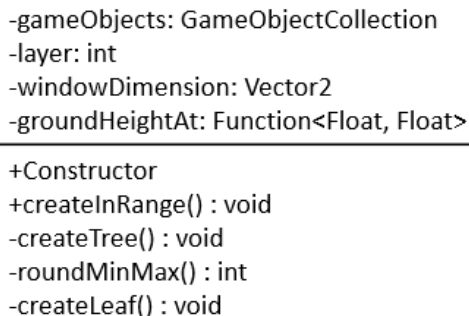 -gameObjects: GameObjectCollection
-layer: int
-windowDimension: Vector2
-groundHeightAt: Function<Float, Float>
+Constructor
+createInRange() : void
-createTree() : void
-roundMinMax() : int
-createLeaf() : void